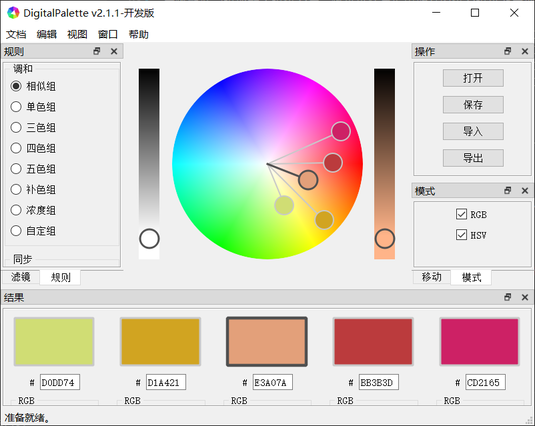 DigitalPalette v2.1.1-开发版
文档 编辑 视图 窗口 帮助
规则
调和
相似组
单色组
三色组
四色组
五色组
补色组
浓度组
自定组
同步
滤镜 规则
操作
打开
保存
导入
导出
模式
RGB
HSV
移动 模式
结果
# D0DD74 # D1A421 # E3A07A # BB3B3D # CD2165
RGB RGB RGB RGB RGB
准备就绪。